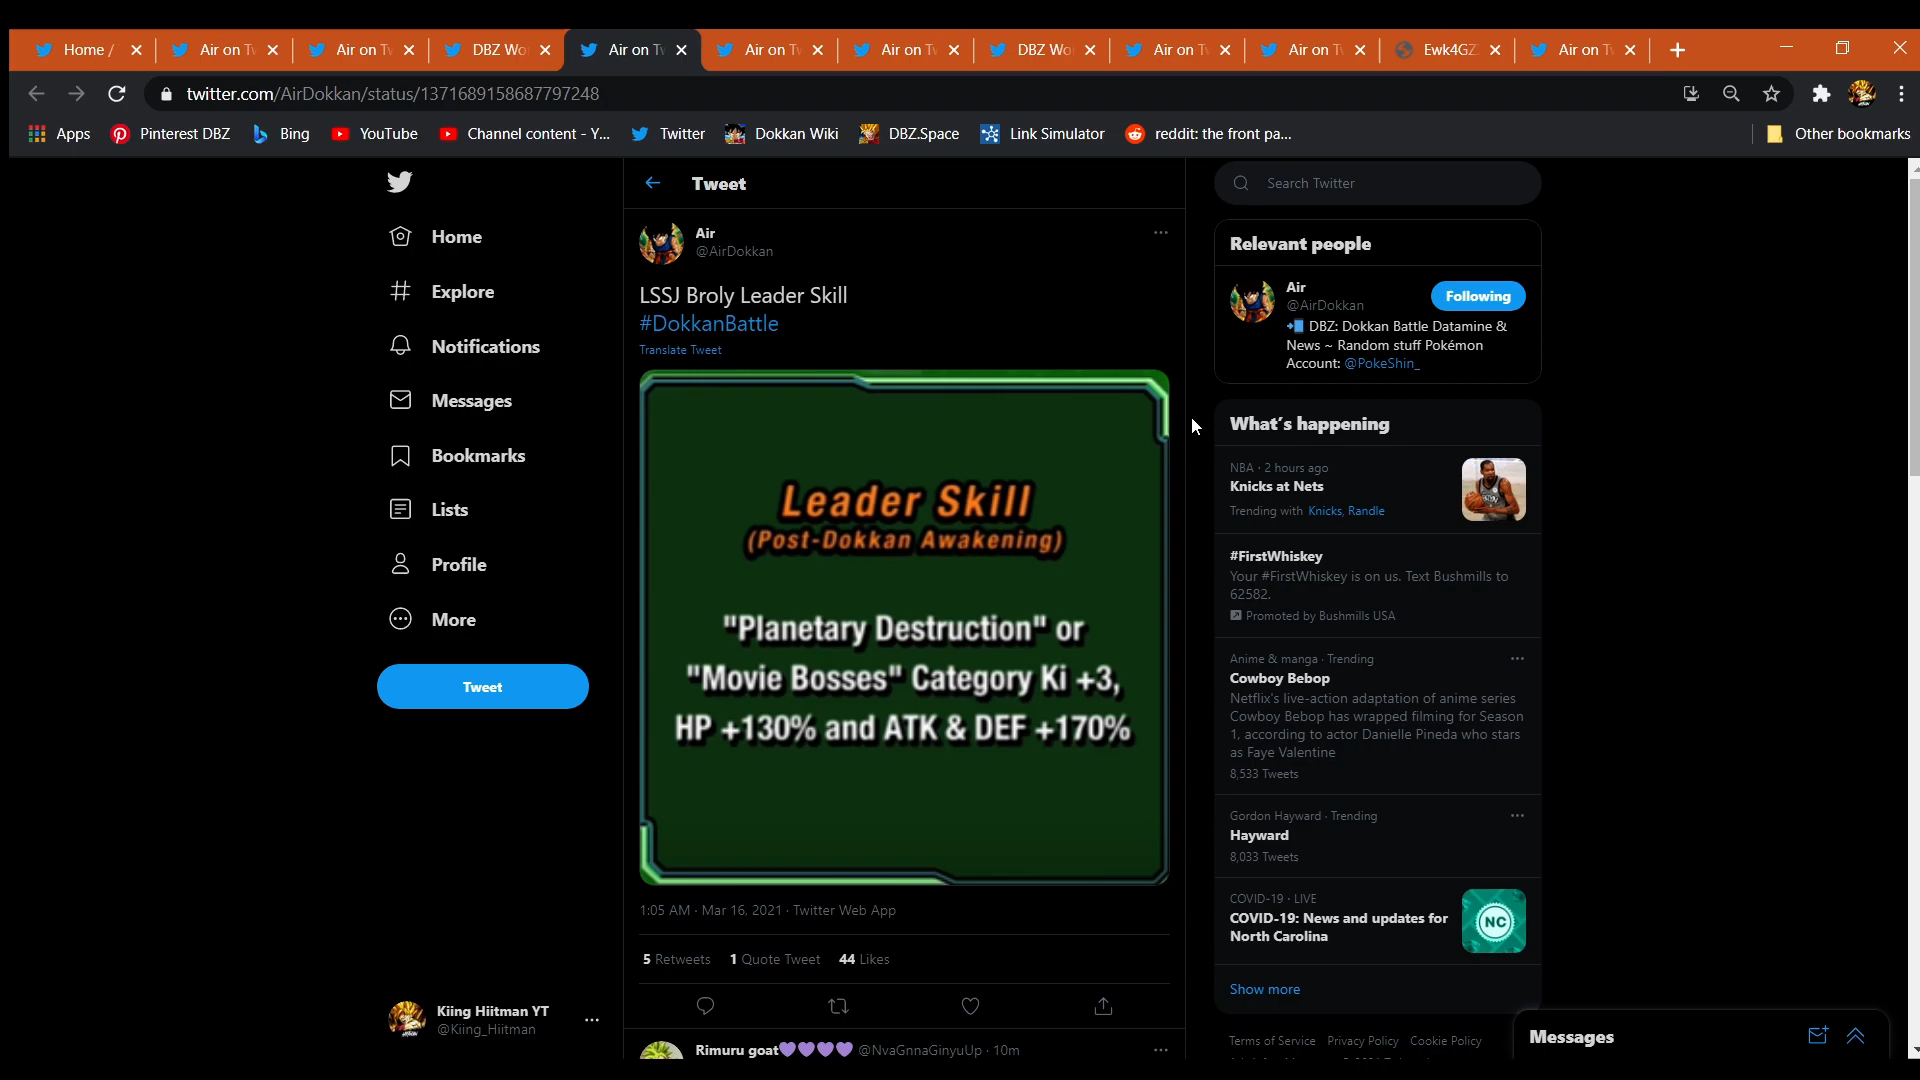 Home /
Air on Tw
Air on Tw
DBZ Wo
Air on Tw
Air on Tw
Air on Tw
DBZ Wo
Air on Tw
Air on T
Ewk4GZ
Air on Tw
twitter.com/AirDokkan/status/1371689158687797248
Apps
Pinterest DBZ
Bing
YouTube
Channel content - Y...
Twitter
Dokkan Wiki
DBZ.Space
Link Simulator
reddit: the front pa...
Other bookmarks
Home
Explore
Notifications
Messages
Bookmarks
Lists
Profile
More
Tweet
Kiing Hiitman YT
@Kiing_Hiitman
Tweet
Air
@AirDokkan
LSSJ Broly Leader Skill
#DokkanBattle
Translate Tweet
Leader Skill
(Post-Dokkan Awakening)
"Planetary Destruction" or
"Movie Bosses" Category Ki +3,
HP +130% and ATK & DEF +170%
1:05 AM · Mar 16, 2021 · Twitter Web App
5 Retweets 1 Quote Tweet 44 Likes
Rimuru goat💜💜💜💜 @NvaGnnaGinyuUp · 10m
Search Twitter
Relevant people
Air
@AirDokkan
Following
📲 DBZ: Dokkan Battle Datamine &
News ~ Random stuff Pokémon
Account: @PokeShin_
What's happening
NBA · 2 hours ago
Knicks at Nets
Trending with Knicks, Randle
#FirstWhiskey
Your #FirstWhiskey is on us. Text Bushmills to
62582.
Promoted by Bushmills USA
Anime & manga · Trending
Cowboy Bebop
Netflix's live-action adaptation of anime series
Cowboy Bebop has wrapped filming for Season
1, according to actor Danielle Pineda who stars
as Faye Valentine
8,533 Tweets
Gordon Hayward · Trending
Hayward
8,033 Tweets
COVID-19 · LIVE
COVID-19: News and updates for
North Carolina
NC
Show more
Terms of Service Privacy Policy Cookie Policy
Messages